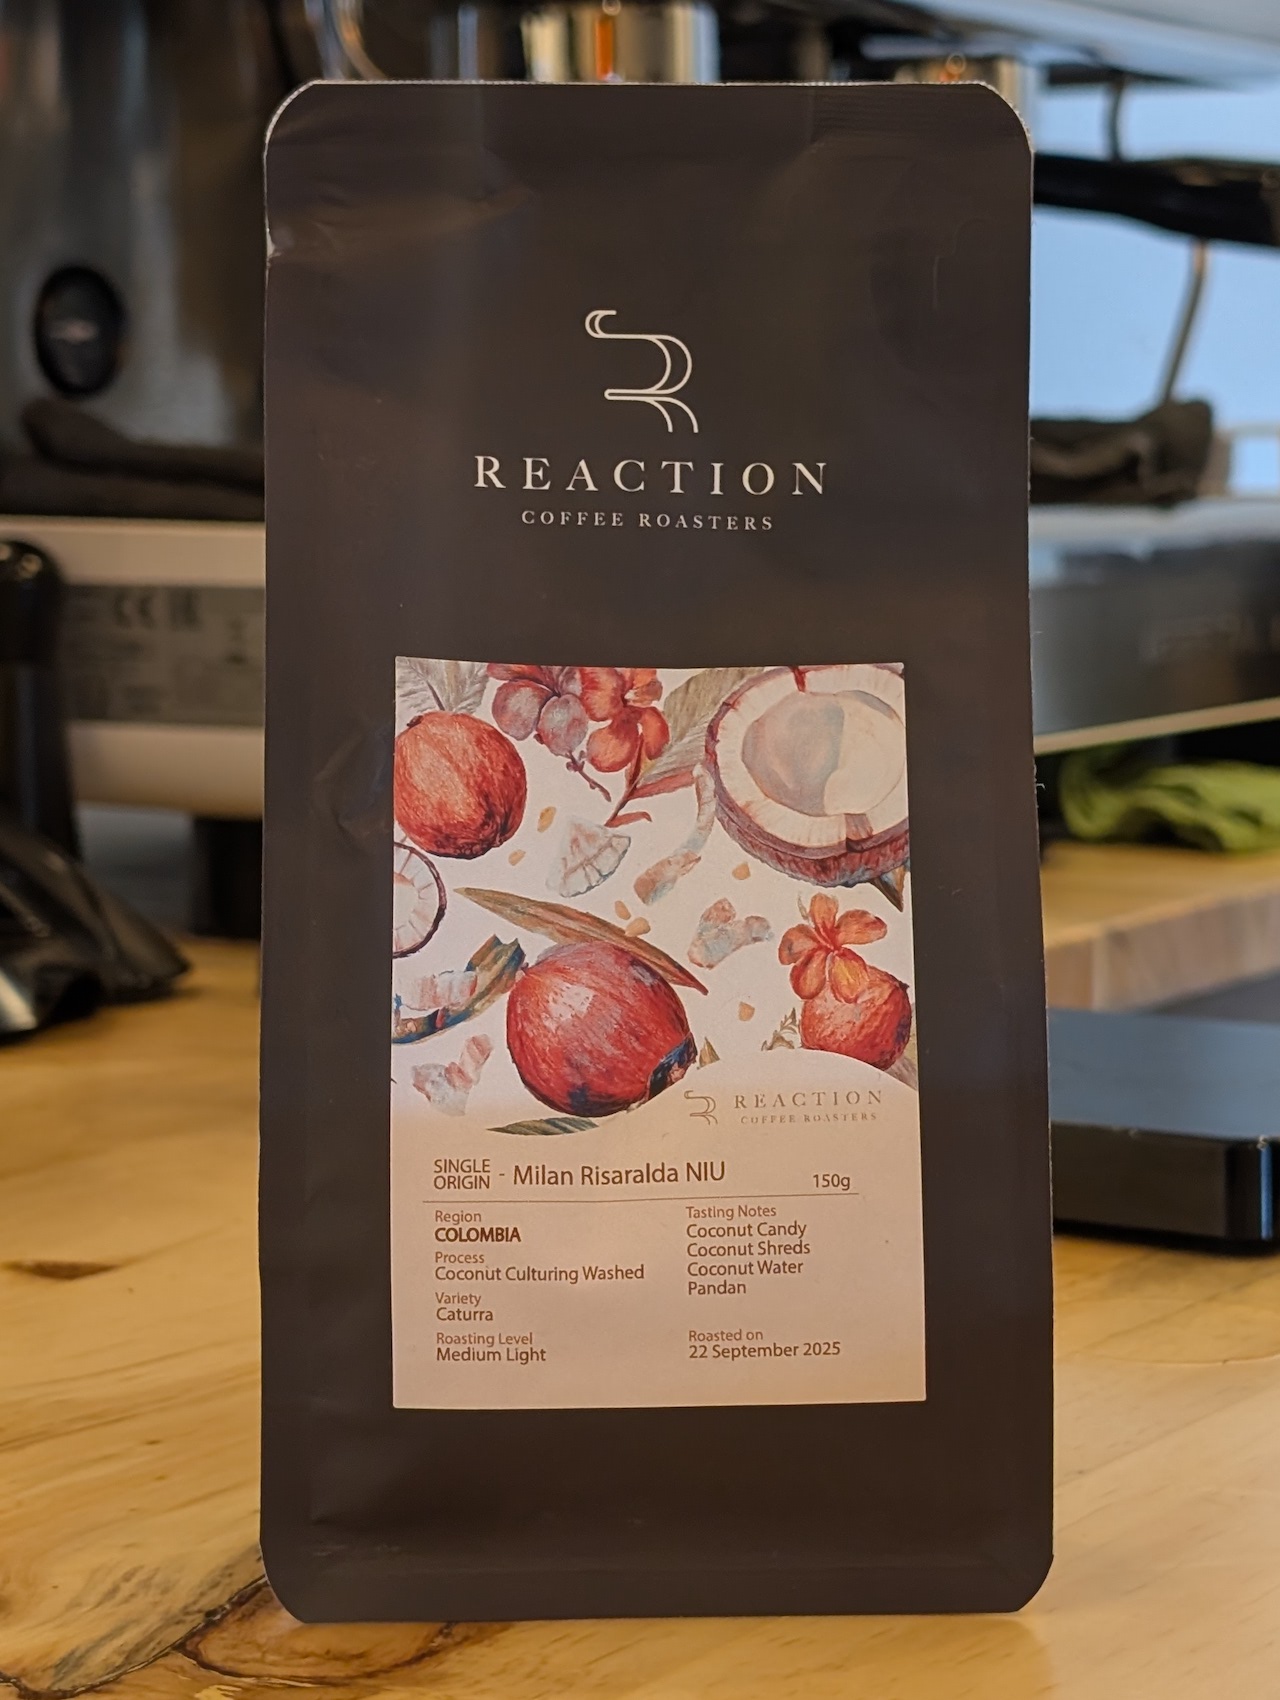 REACTION
COFFEE ROASTERS
REACTION
COFFEE ROASTERS
SINGLE ORIGIN - Milan Risaralda NIU
150g
Region
COLOMBIA
Process
Coconut Culturing Washed
Variety
Caturra
Roasting Level
Medium Light
Tasting Notes
Coconut Candy
Coconut Shreds
Coconut Water
Pandan
Roasted on
22 September 2025